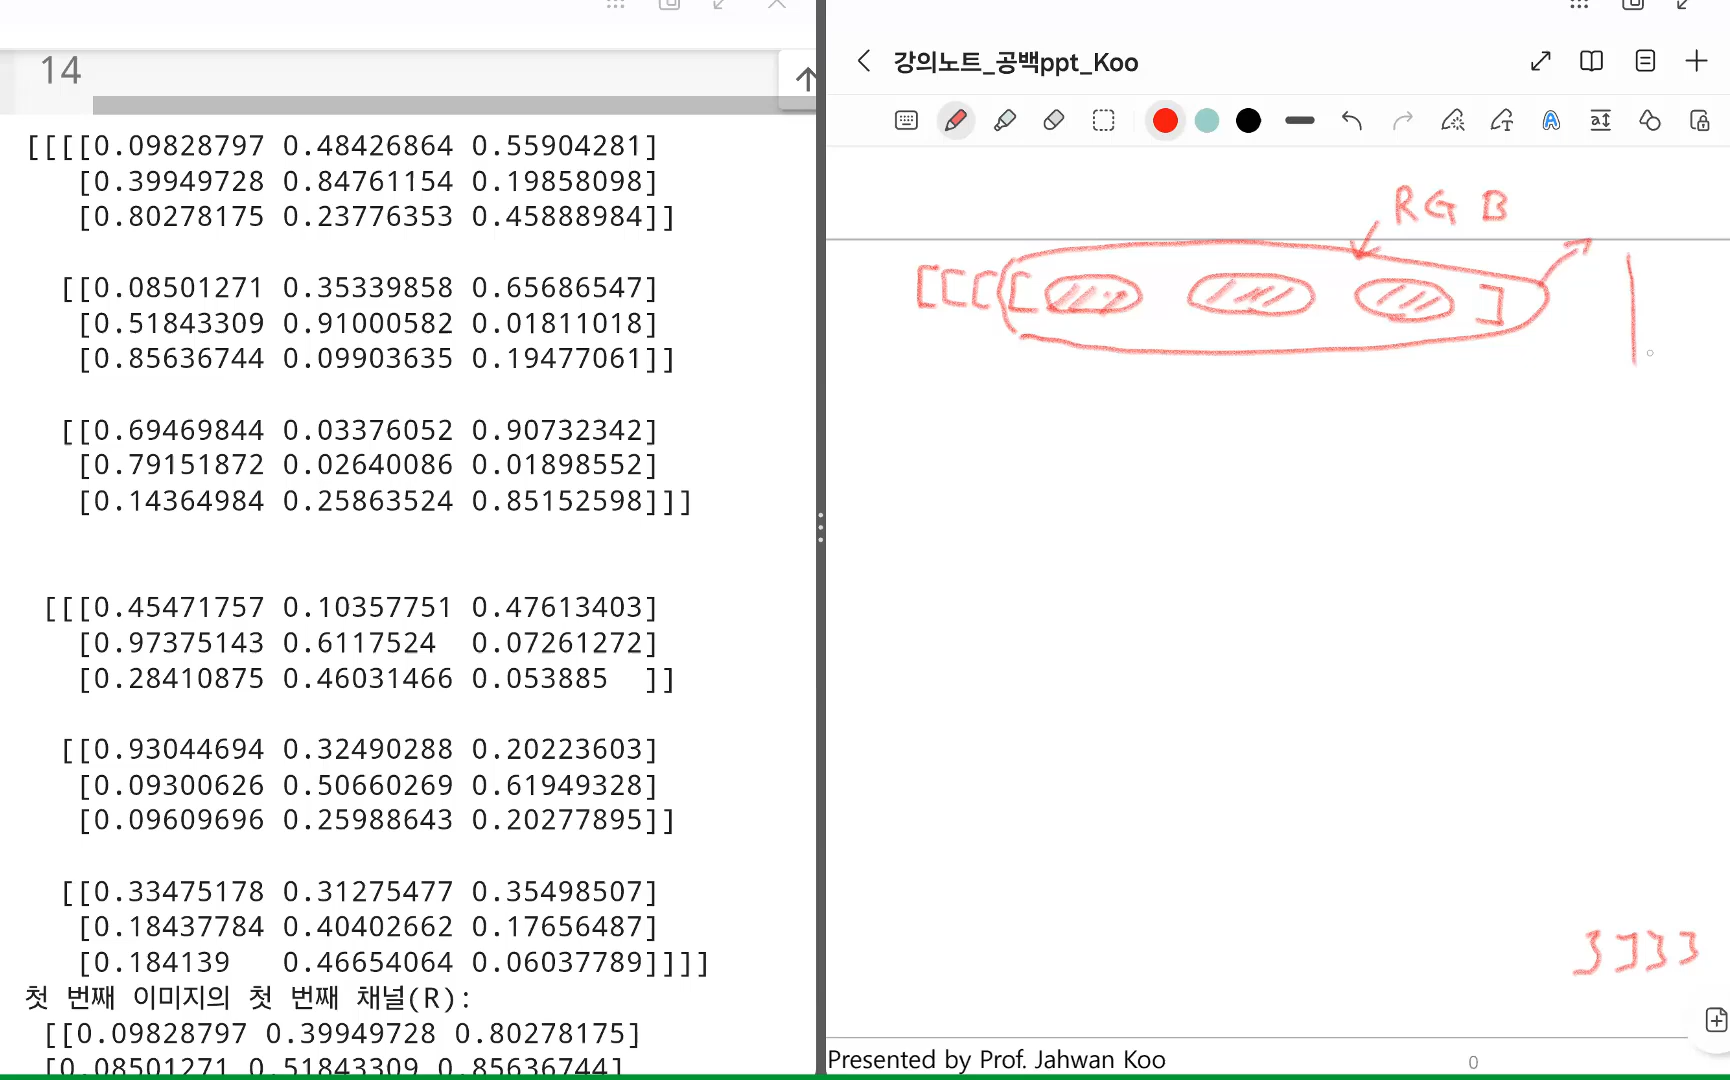 14
[[[[0.09828797 0.48426864 0.55904281]
[0.39949728 0.84761154 0.19858098]
[0.80278175 0.23776353 0.45888984]]
[[0.08501271 0.35339858 0.65686547]
[0.51843309 0.91000582 0.01811018]
[0.85636744 0.09903635 0.19477061]]
[[0.69469844 0.03376052 0.90732342]
[0.79151872 0.02640086 0.01898552]
[0.14364984 0.25863524 0.85152598]]]
[[[0.45471757 0.10357751 0.47613403]
[0.97375143 0.6117524 0.07261272]
[0.28410875 0.46031466 0.053885 ]]
[[0.93044694 0.32490288 0.20223603]
[0.09300626 0.50660269 0.61949328]
[0.09609696 0.25988643 0.20277895]]
[[0.33475178 0.31275477 0.35498507]
[0.18437784 0.40402662 0.17656487]
[0.184139 0.46654064 0.06037789]]]]
첫 번째 이미지의 첫 번째 채널(R):
[[0.09828797 0.39949728 0.80278175]
[0.08501271 0.51843309 0.85636744]
강의노트_공백ppt_Koo
RGB
[[[[ ]
]]]]
Presented by Prof. Jahwan Koo
0